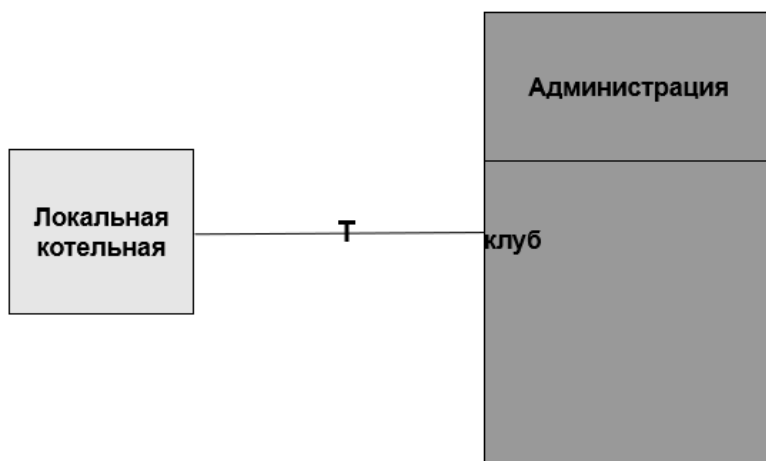 Администрация
Локальная
котельная
Т
клуб